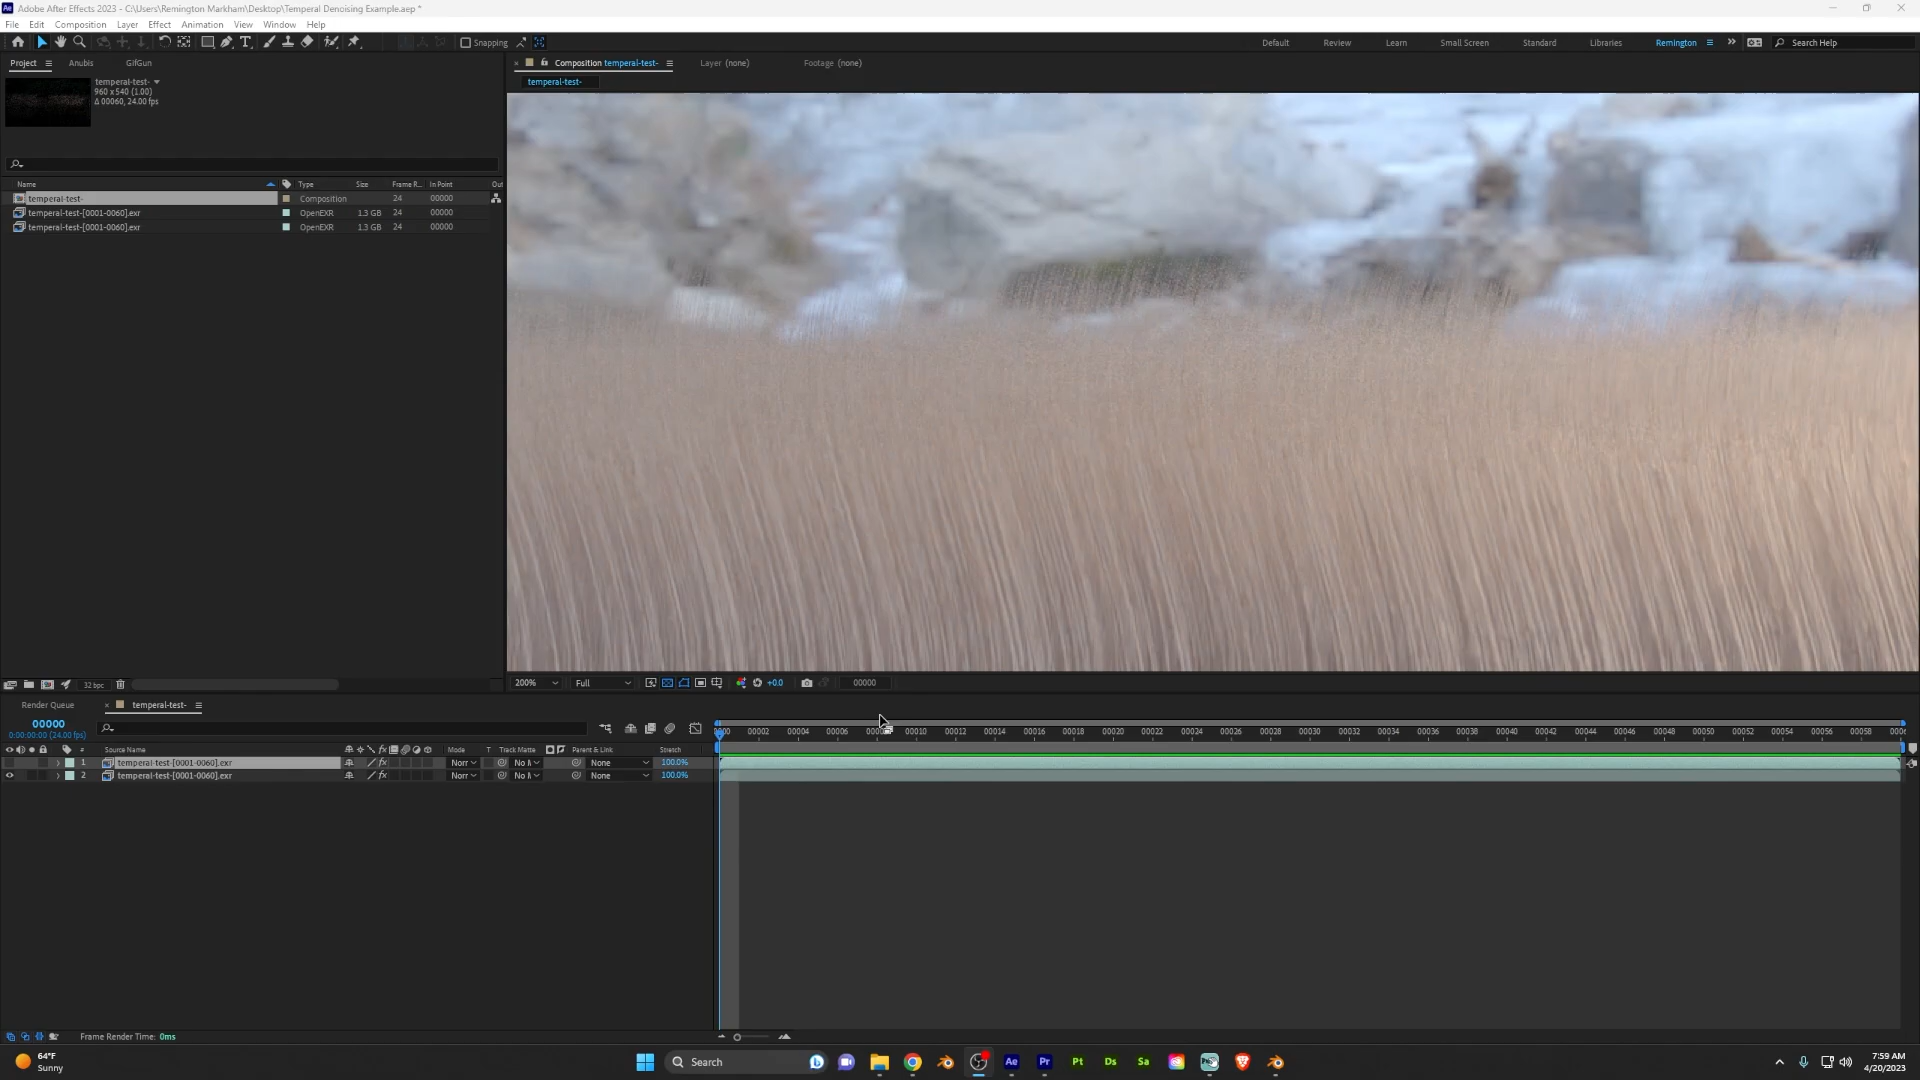 Adobe After Effects 2023 - C:\Users\Remington Markham\Desktop\Temperal Denoising Example.aep *
File Edit Composition Layer Effect Animation View Window Help
Snapping
Default Review Learn Small Screen Standard Libraries Remington Search Help
Project Anubis GifGun
Composition temperal-test- Layer (none) Footage (none)
temperal-test-
temperal-test-
960 x 540 (1.00)
Δ 00060, 24.00 fps
Name Type Size Frame R... In Point Out
temperal-test- Composition 24 00000
temperal-test-[0001-0060].exr OpenEXR 1.3 GB 24 00000
temperal-test-[0001-0060].exr OpenEXR 1.3 GB 24 00000
32 bpc
200% Full +0.0 00000
Render Queue temperal-test-
00000
0:00:00:00 (24.00 fps)
00002 00004 00006 00010 00012 00014 00016 00018 00020 00022 00024 00026 00028 00030 00032 00034 00036 00038 00040 00042 00044 00046 00048 00050 00052 00054 00056 00058
# Source Name Mode T Track Matte Parent & Link Stretch
1 temperal-test-[0001-0060].exr Norr No M None 100.0%
2 temperal-test-[0001-0060].exr Norr No M None 100.0%
Frame Render Time: 0ms
64°F
Sunny
Search
Ae Pr Pt Ds Sa
7:59 AM
4/20/2023